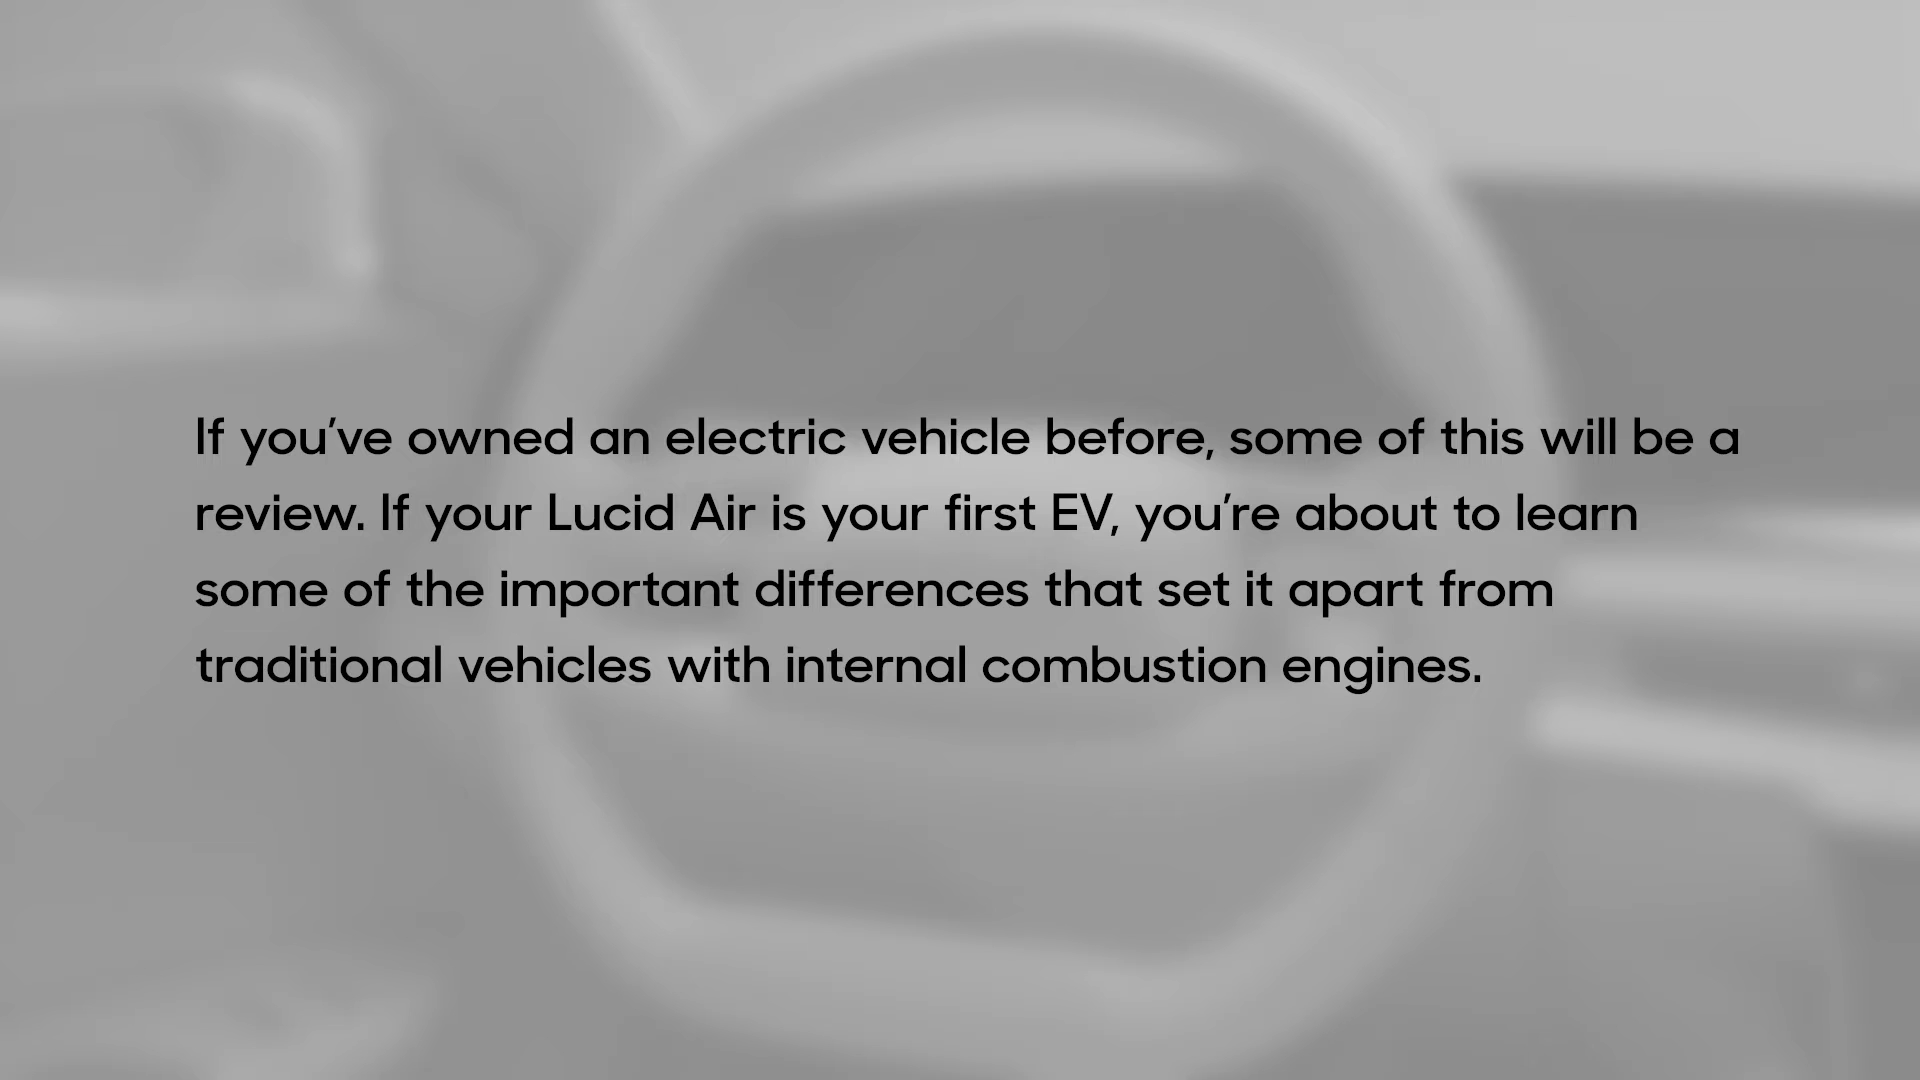 If you’ve owned an electric vehicle before, some of this will be a
review. If your Lucid Air is your first EV, you’re about to learn
some of the important differences that set it apart from
traditional vehicles with internal combustion engines.